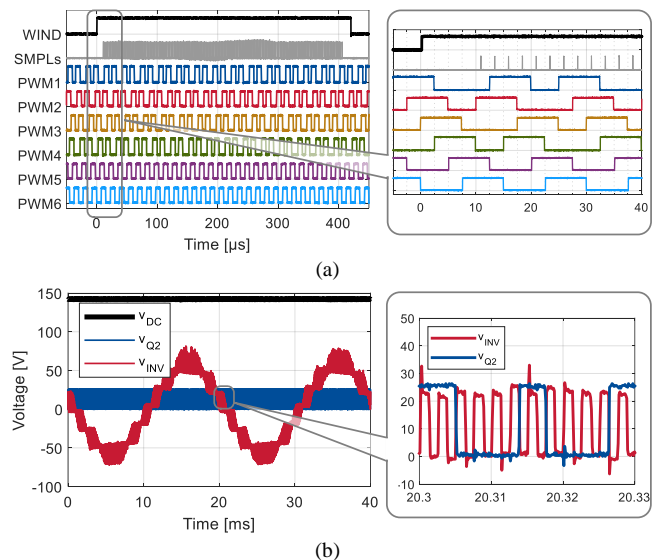 WIND
SMPLs
PWM1
PWM2
PWM3
PWM4
PWM5
PWM6
0 100 200 300 400
Time [µs]
0 10 20 30 40
(a)
Voltage [V]
150
100
50
0
-50
-100
v_DC
v_Q2
v_INV
0 10 20 30 40
Time [ms]
50
40
30
20
10
0
-10
v_INV
v_Q2
20.3 20.31 20.32 20.33
(b)